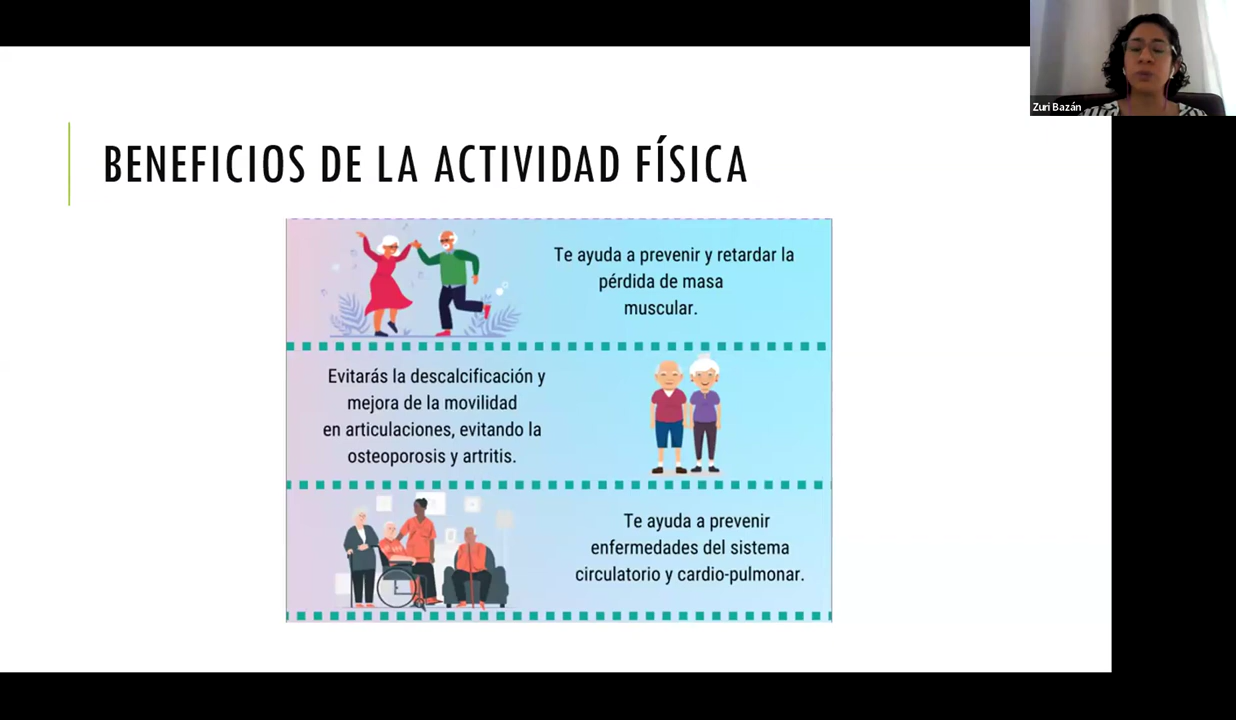 Zuri Bazán
BENEFICIOS DE LA ACTIVIDAD FÍSICA
Te ayuda a prevenir y retardar la
pérdida de masa
muscular.
Evitarás la descalcificación y
mejora de la movilidad
en articulaciones, evitando la
osteoporosis y artritis.
Te ayuda a prevenir
enfermedades del sistema
circulatorio y cardio-pulmonar.